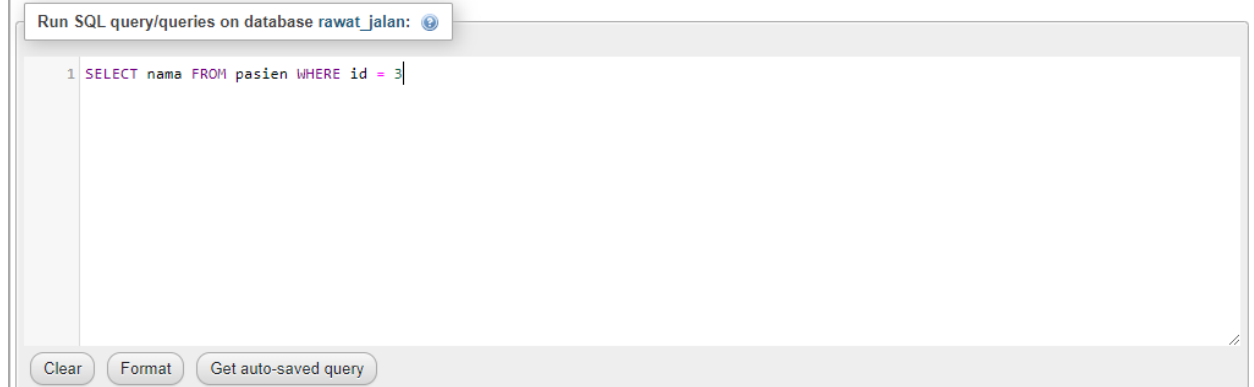 Run SQL query/queries on database rawat_jalan:
1 SELECT nama FROM pasien WHERE id = 3
Clear Format Get auto-saved query